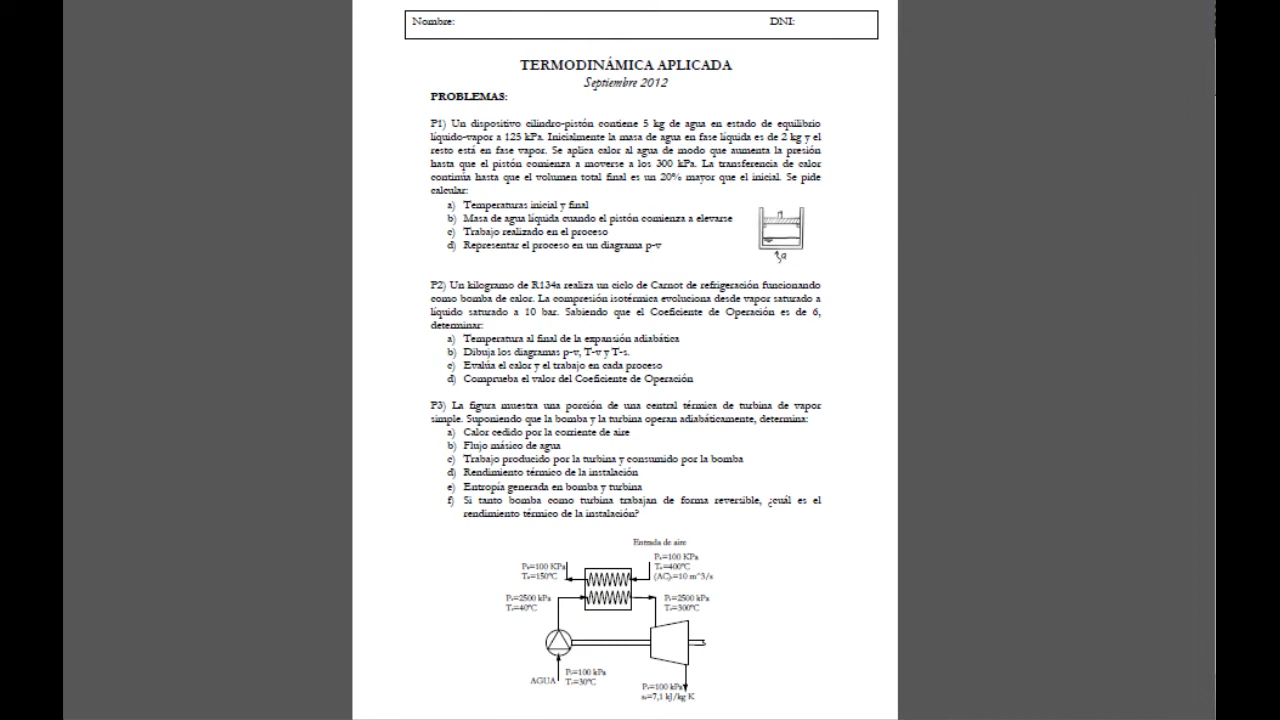 Nombre: DNI:
TERMODINÁMICA APLICADA
Septiembre 2012
PROBLEMAS:
P1) Un dispositivo cilindro-pistón contiene 5 kg de agua en estado de equilibrio
líquido-vapor a 125 kPa. Inicialmente la masa de agua en fase líquida es de 2 kg y el
resto está en fase vapor. Se aplica calor al agua de modo que aumenta la presión
hasta que el pistón comienza a moverse a los 300 kPa. La transferencia de calor
continúa hasta que el volumen total final es un 20% mayor que el inicial. Se pide
calcular:
a) Temperaturas inicial y final
b) Masa de agua líquida cuando el pistón comienza a elevarse
c) Trabajo realizado en el proceso
d) Representar el proceso en un diagrama p-v
P2) Un kilogramo de R134a realiza un ciclo de Carnot de refrigeración funcionando
como bomba de calor. La compresión isotérmica evoluciona desde vapor saturado a
líquido saturado a 10 bar. Sabiendo que el Coeficiente de Operación es de 6,
determinar:
a) Temperatura al final de la expansión adiabática
b) Dibuja los diagramas p-v, T-v y T-s.
c) Evalúa el calor y el trabajo en cada proceso
d) Comprueba el valor del Coeficiente de Operación
P3) La figura muestra una porción de una central térmica de turbina de vapor
simple. Suponiendo que la bomba y la turbina operan adiabáticamente, determina:
a) Calor cedido por la corriente de aire
b) Flujo másico de agua
c) Trabajo producido por la turbina y consumido por la bomba
d) Rendimiento térmico de la instalación
e) Entropía generada en bomba y turbina
f) Si tanto bomba como turbina trabajan de forma reversible, ¿cuál es el
rendimiento térmico de la instalación?
Entrada de aire
=100 KPa
=150ºC
=100 KPa
=400ºC
=10 m^3/s
=2500 kPa
=40ºC
=2500 kPa
=300ºC
AGUA
=100 kPa
=30ºC
=100 kPa
=7,1 kJ/kg K